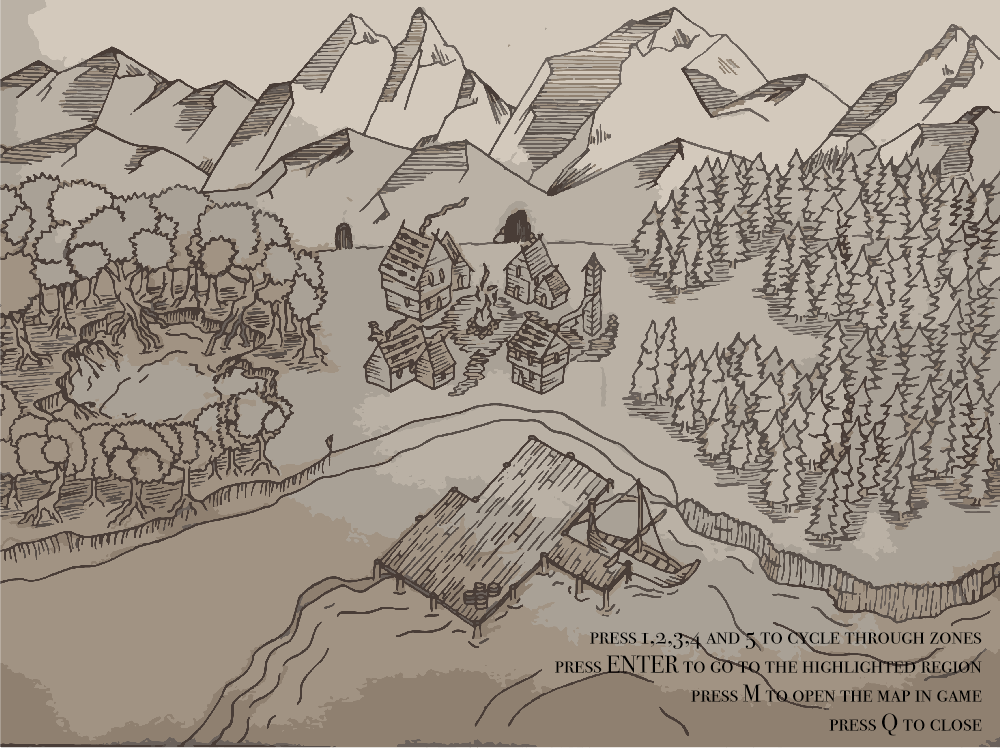 PRESS 1,2,3,4 AND 5 TO CYCLE THROUGH ZONES
PRESS ENTER TO GO TO THE HIGHLIGHTED REGION
PRESS M TO OPEN THE MAP IN GAME
PRESS Q TO CLOSE